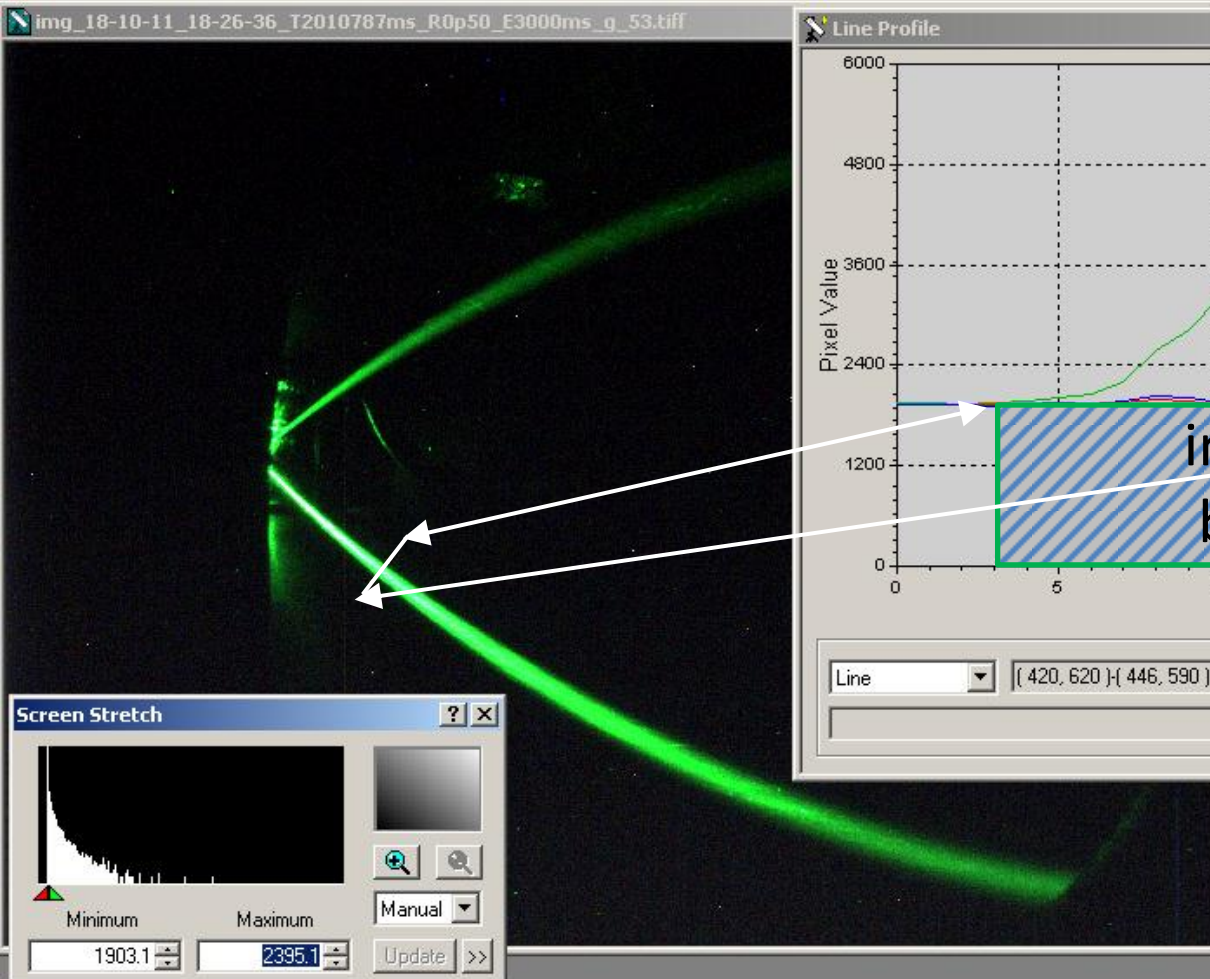 img_18-10-11_18-26-36_T2010787ms_R0p50_E3000ms_g_53.tiff
Line Profile
6000
4800
3600
2400
1200
0
Pixel Value
0
5
Line
( 420, 620 )-( 446, 590 )
Screen Stretch
?
Minimum
Maximum
Manual
1903.1
2395.1
Update
>>